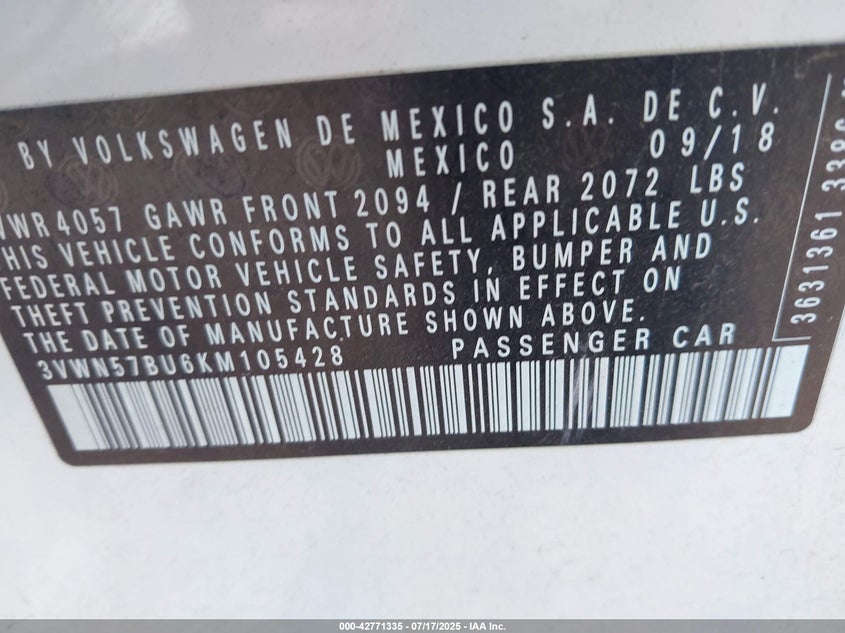 BY VOLKSWAGEN DE MEXICO S.A. DE C.V.
MEXICO 09/18
VWR4057 GAWR FRONT 2094 / REAR 2072 LBS
HIS VEHICLE CONFORMS TO ALL APPLICABLE U.S.
FEDERAL MOTOR VEHICLE SAFETY, BUMPER AND
THEFT PREVENTION STANDARDS IN EFFECT ON
THE DATE OF MANUFACTURE SHOWN ABOVE.
3VWN57BU6KM105428 PASSENGER CAR
3631361
000-42771335 / 07/17/2025 - IAA Inc.